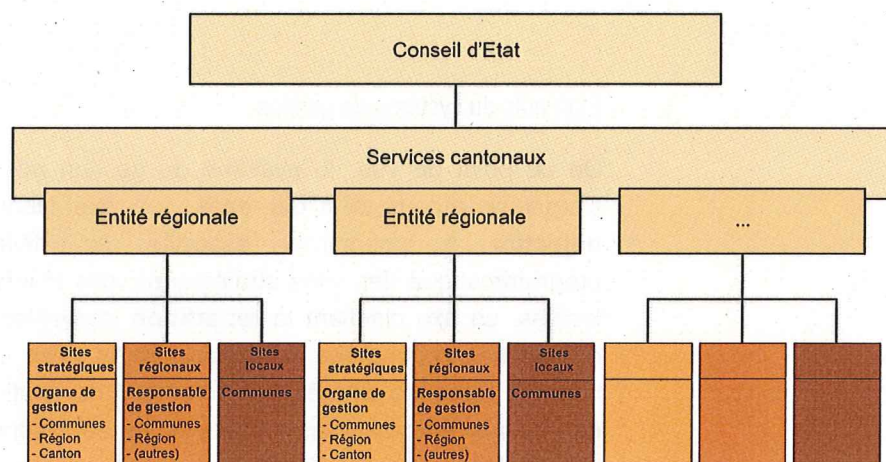 Conseil d'Etat
Services cantonaux
Entité régionale
Entité régionale
...
Sites
stratégiques
Organe de
gestion
- Communes
- Région
- Canton
Sites
régionaux
Responsable
de gestion
- Communes
- Région
- (autres)
Sites
locaux
Communes
Sites
stratégiques
Organe de
gestion
- Communes
- Région
- Canton
Sites
régionaux
Responsable
de gestion
- Communes
- Région
- (autres)
Sites
locaux
Communes